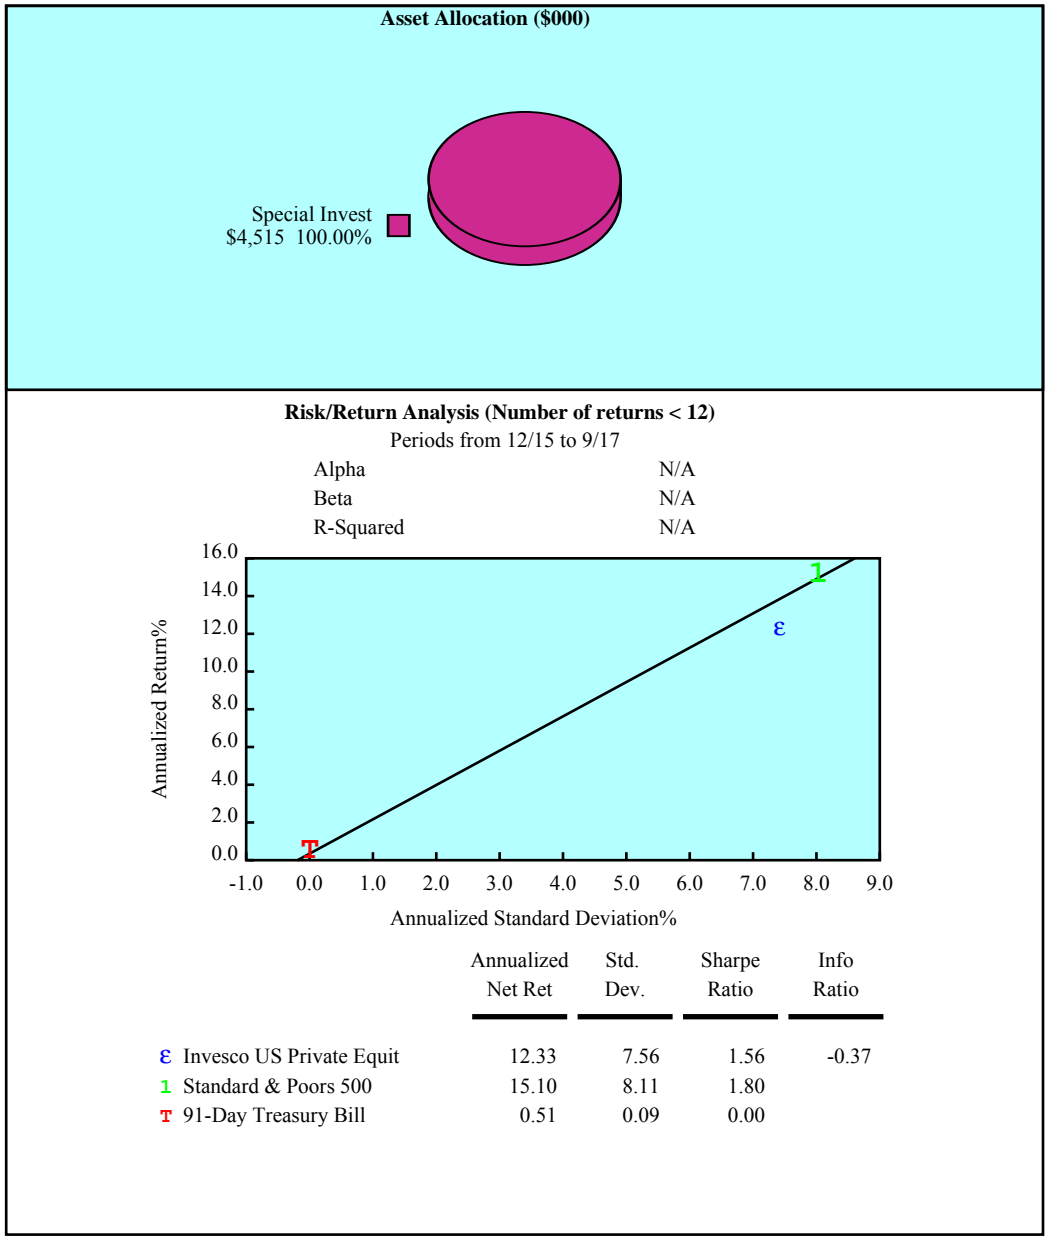 Asset Allocation ($000)
Special Invest
$4,515 100.00%
Risk/Return Analysis (Number of returns < 12)
Periods from 12/15 to 9/17
Alpha N/A
Beta N/A
R-Squared N/A
16.0
14.0
12.0
10.0
8.0
6.0
4.0
2.0
0.0
Annualized Return%
1
ε
T
-1.0 0.0 1.0 2.0 3.0 4.0 5.0 6.0 7.0 8.0 9.0
Annualized Standard Deviation%
Annualized Std. Sharpe Info
Net Ret Dev. Ratio Ratio
ε Invesco US Private Equit 12.33 7.56 1.56 -0.37
1 Standard & Poors 500 15.10 8.11 1.80
T 91-Day Treasury Bill 0.51 0.09 0.00